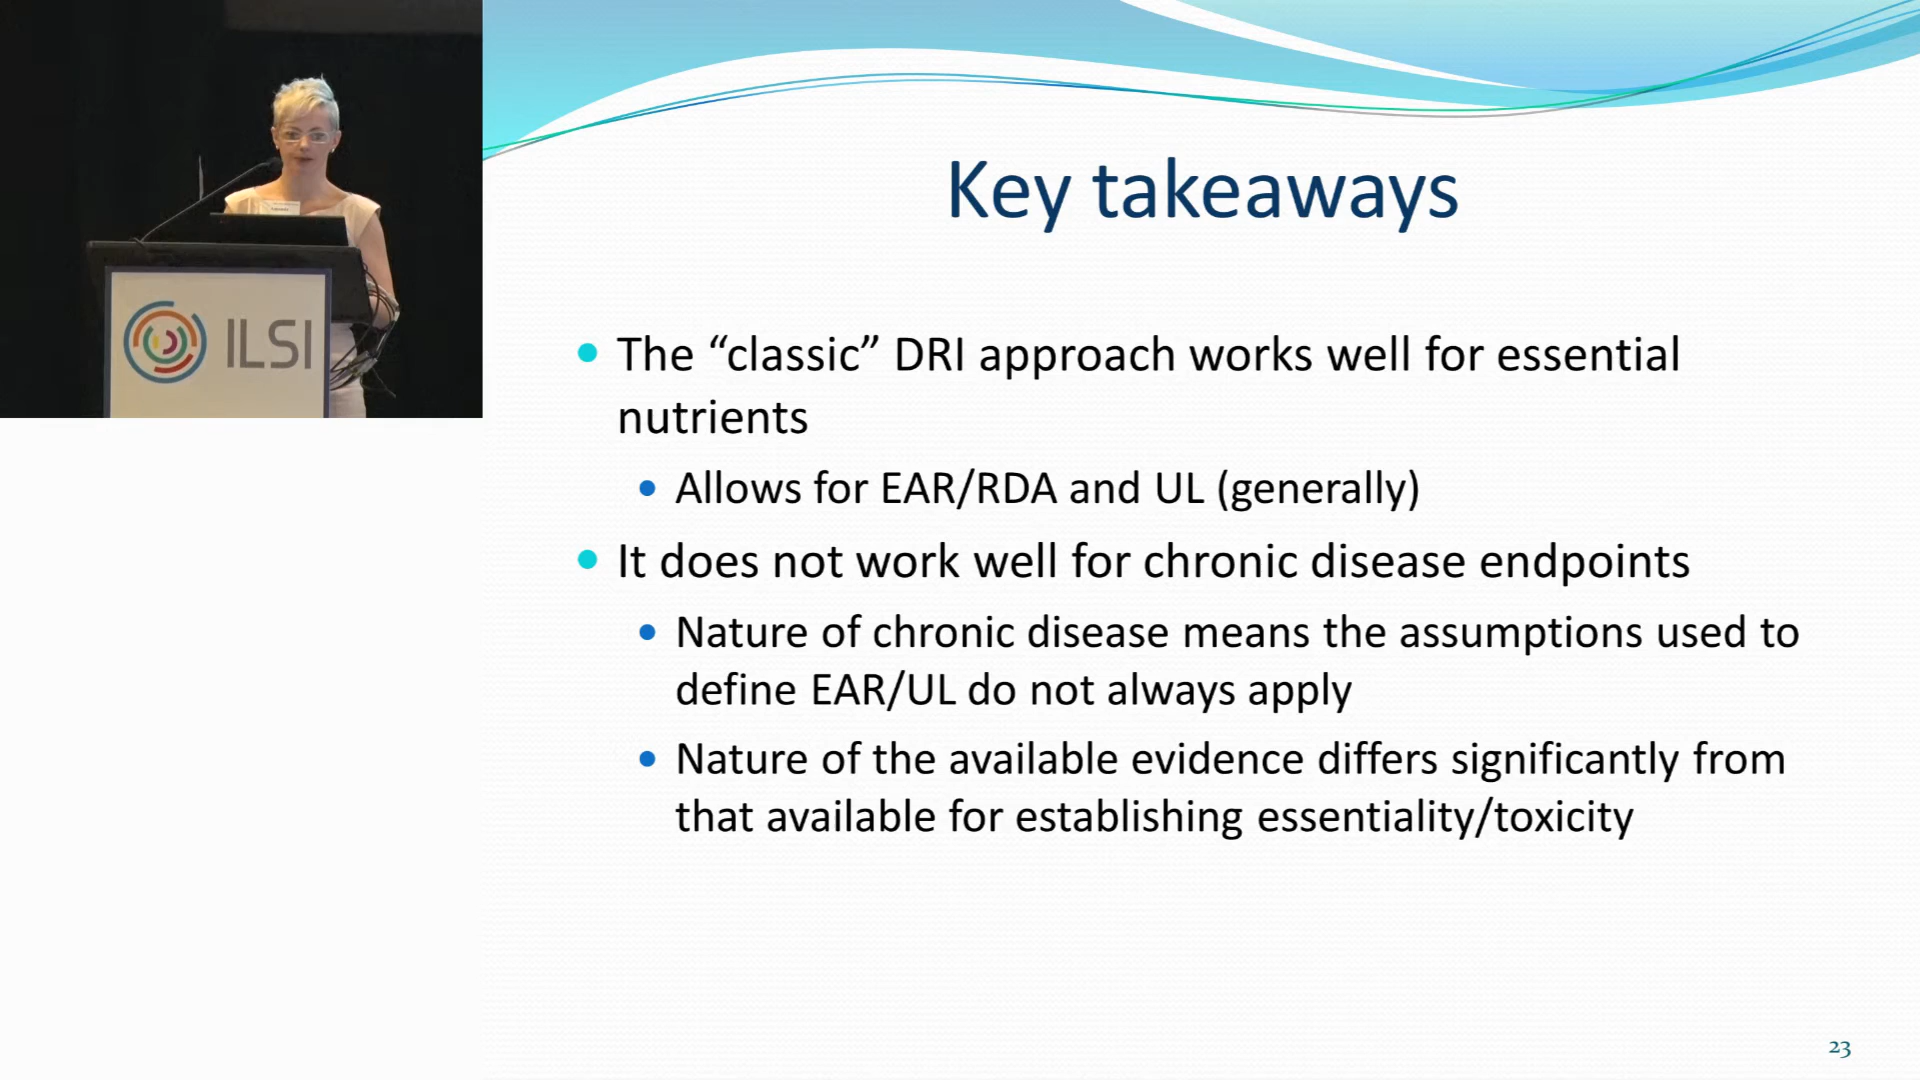 ILSI
Key takeaways
The “classic” DRI approach works well for essential
nutrients
Allows for EAR/RDA and UL (generally)
It does not work well for chronic disease endpoints
Nature of chronic disease means the assumptions used to
define EAR/UL do not always apply
Nature of the available evidence differs significantly from
that available for establishing essentiality/toxicity
23